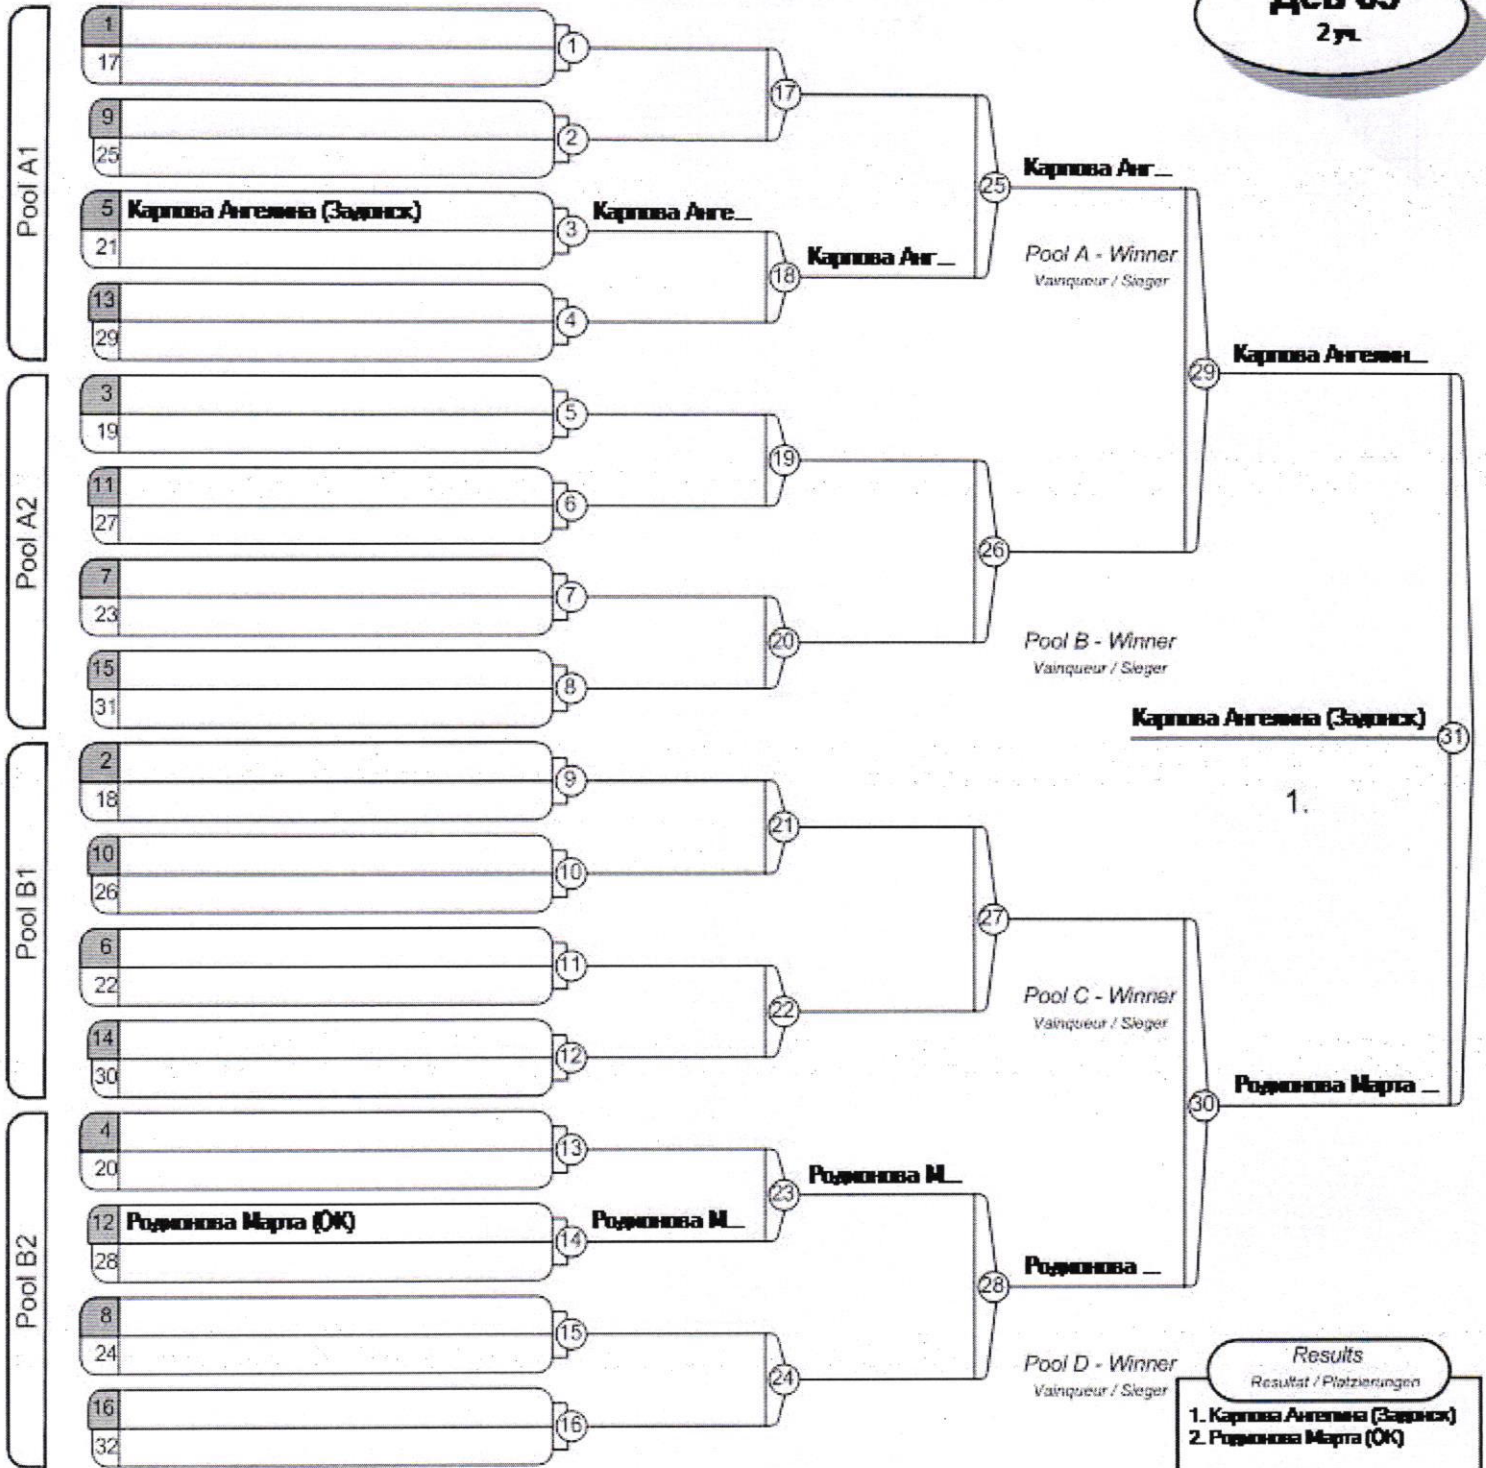 2 уч.
Pool A1
1
17
1
9
25
2
5 Карпова Ангелина (Задонск)
21
3
Карпова Анге...
13
29
4
17
18
Карпова Анг...
25
Карпова Анг...
Pool A - Winner
Vainqueur / Sieger
Pool A2
3
19
5
11
27
6
7
23
7
15
31
8
19
20
26
Pool B - Winner
Vainqueur / Sieger
29
Карпова Ангелин...
Карпова Ангелина (Задонск)
31
1.
Pool B1
2
18
9
10
26
10
6
22
11
14
30
12
21
22
27
Pool C - Winner
Vainqueur / Sieger
Pool B2
4
20
13
12 Родионова Марта (ОК)
28
14
Родионова М...
8
24
15
16
32
16
23
Родионова М...
24
28
Родионова ...
Pool D - Winner
Vainqueur / Sieger
30
Родионова Марта ...
Results
Resultat / Platzierungen
1. Карпова Ангелина (Задонск)
2. Родионова Марта (ОК)